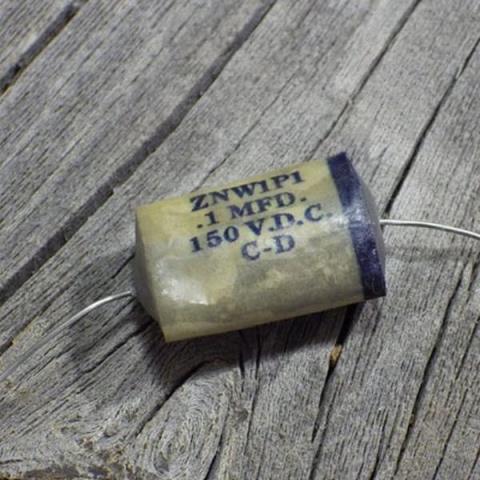 ZNW1P1
.1 MFD.
150 V.D.C.
C-D